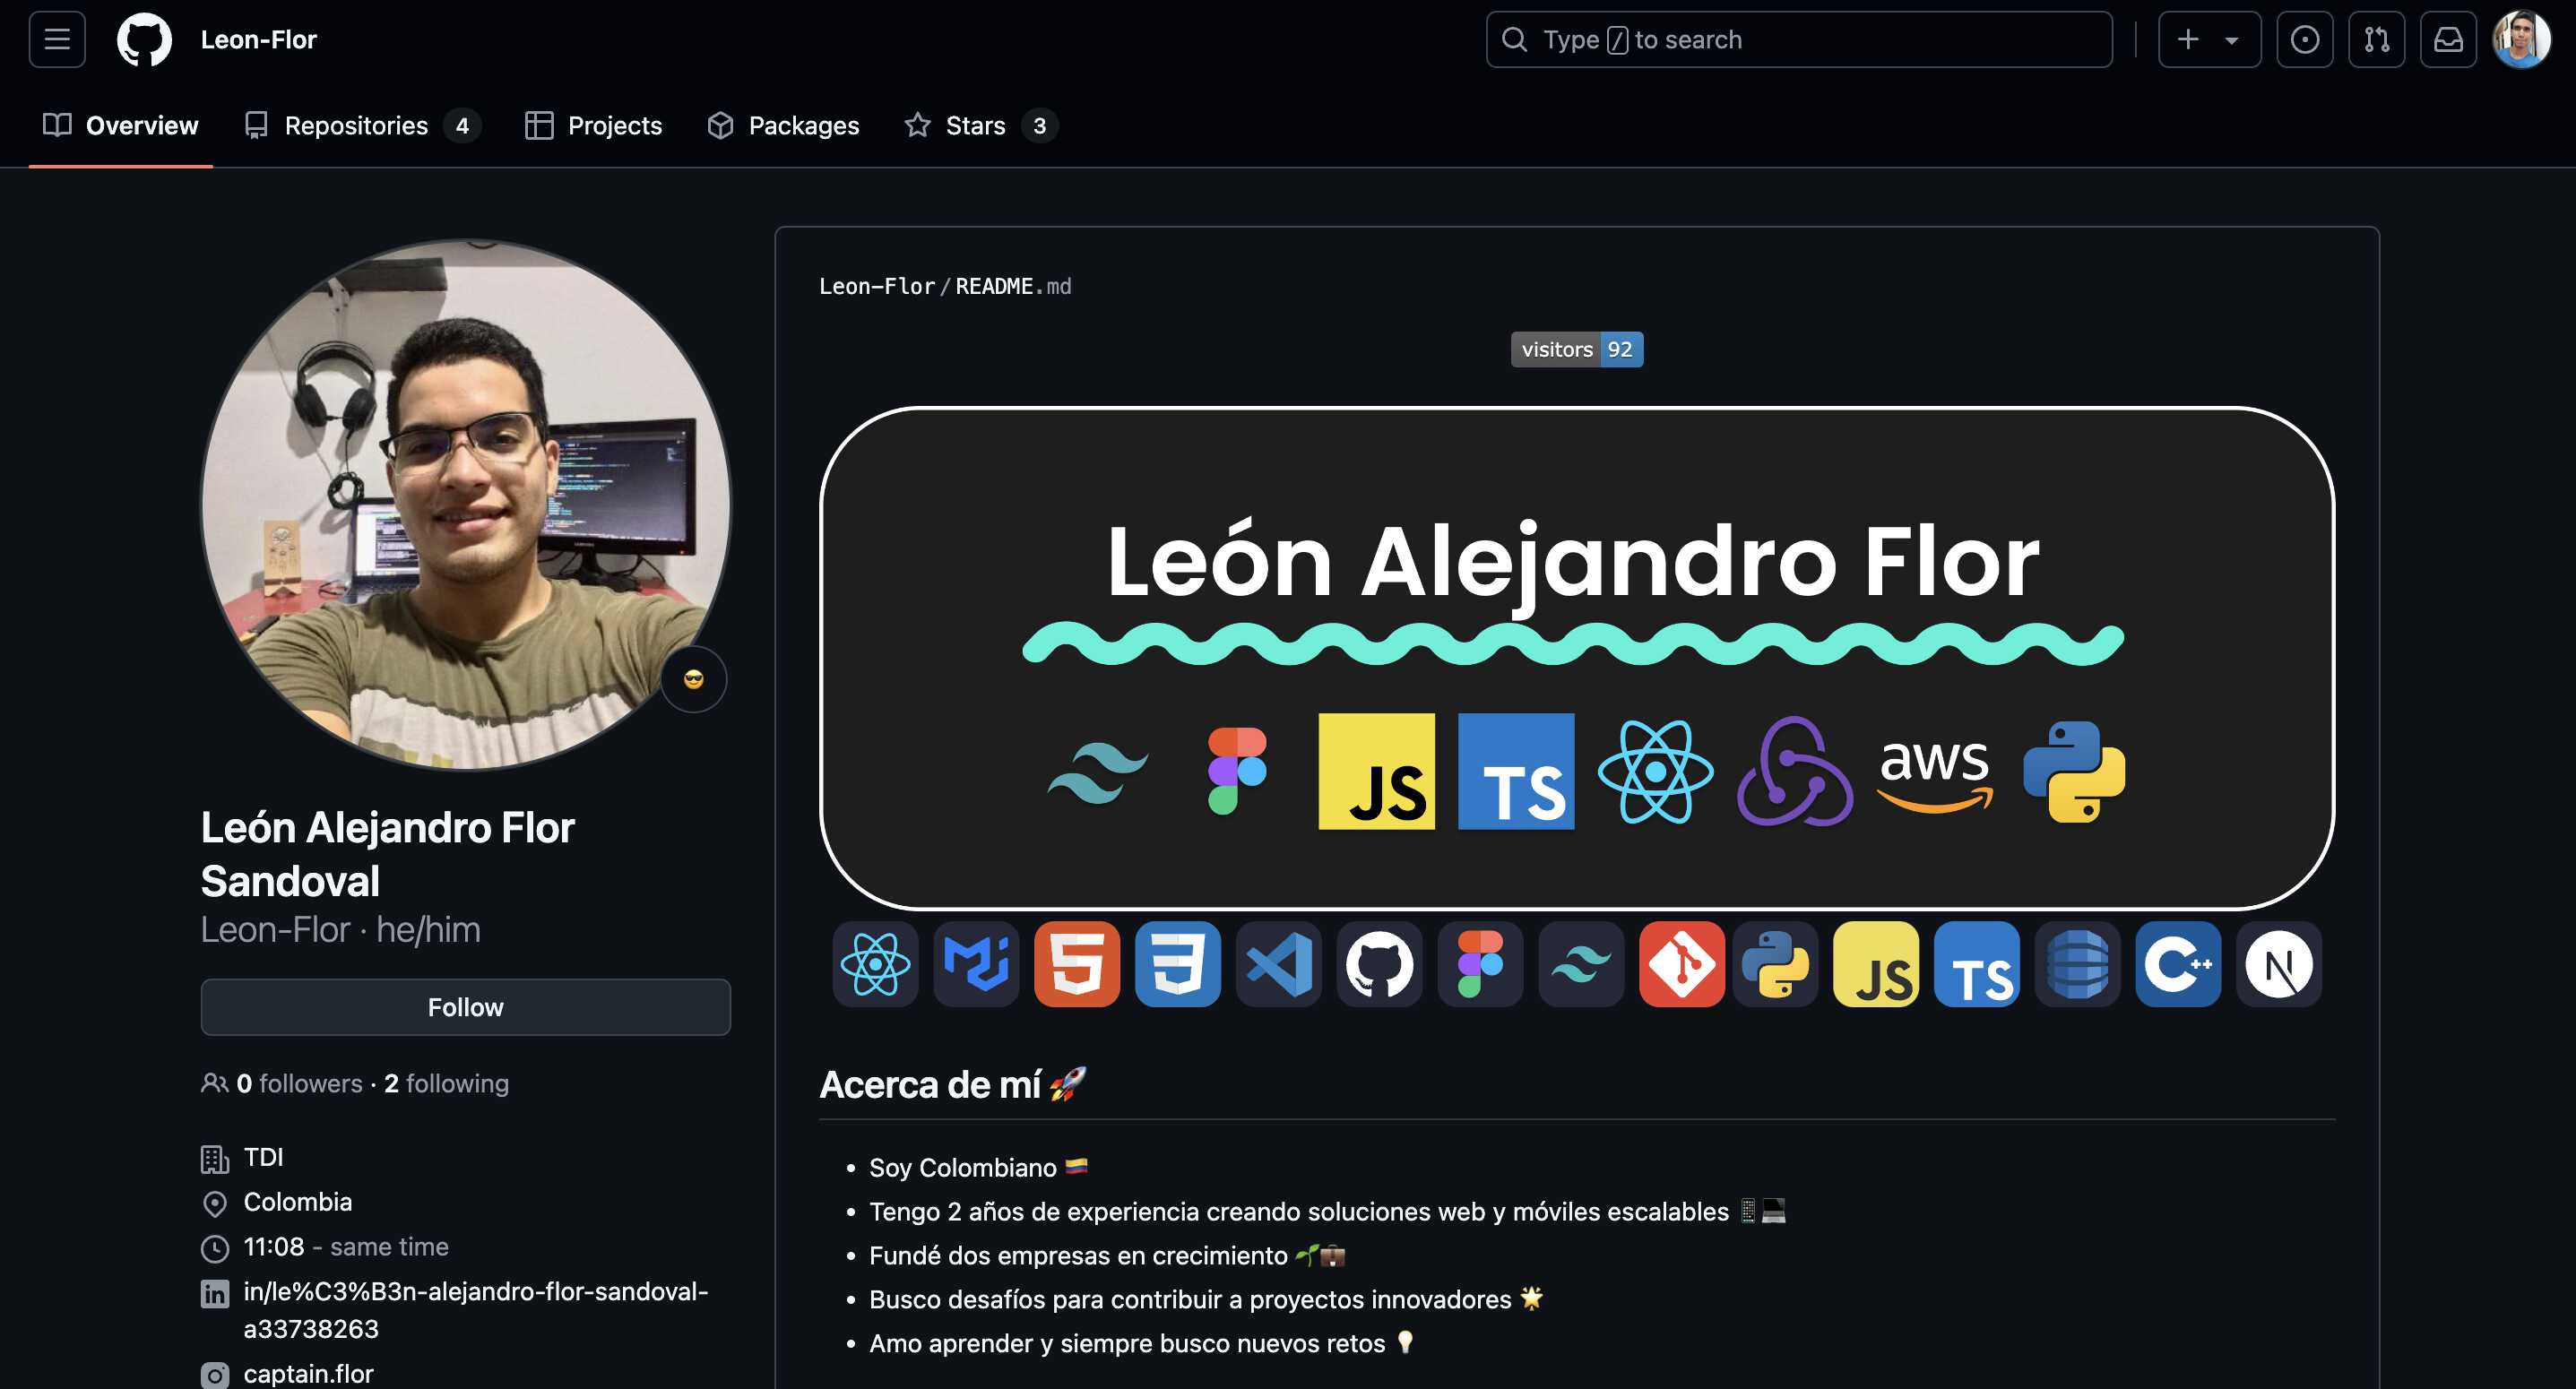 Leon-Flor
Type / to search
Overview
Repositories 4
Projects
Packages
Stars 3
León Alejandro Flor
Sandoval
Leon-Flor · he/him
Follow
0 followers · 2 following
TDI
Colombia
11:08 - same time
in/le%C3%B3n-alejandro-flor-sandoval-
a33738263
captain.flor
Leon-Flor/README.md
visitors 92
León Alejandro Flor
JS
TS
aws
JS
TS
C++
N
Acerca de mí 🚀
• Soy Colombiano 🇨🇴
• Tengo 2 años de experiencia creando soluciones web y móviles escalables 📱💻
• Fundé dos empresas en crecimiento 🌱💼
• Busco desafíos para contribuir a proyectos innovadores 🌟
• Amo aprender y siempre busco nuevos retos 💡